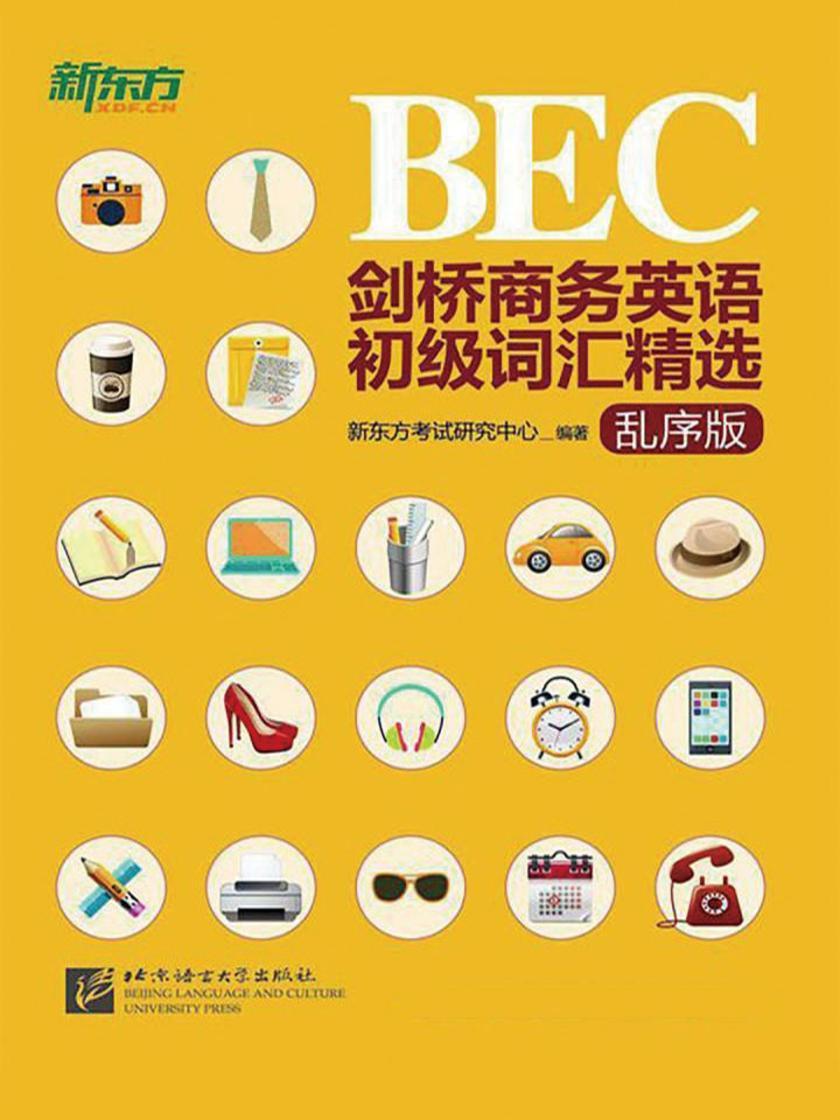 新东方
XDF.CN
BEC
剑桥商务英语
初级词汇精选
新东方考试研究中心_编著
乱序版
北京语言大学出版社
BEIJING LANGUAGE AND CULTURE
UNIVERSITY PRESS